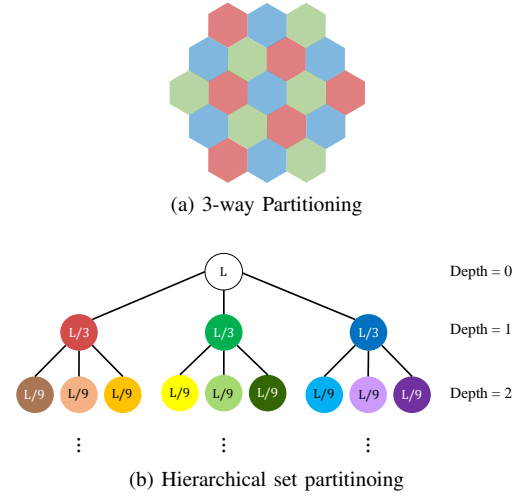 (a) 3-way Partitioning
L
Depth = 0
L/3 L/3 L/3
Depth = 1
L/9 L/9 L/9 L/9 L/9 L/9 L/9 L/9 L/9
Depth = 2
(b) Hierarchical set partitinoing